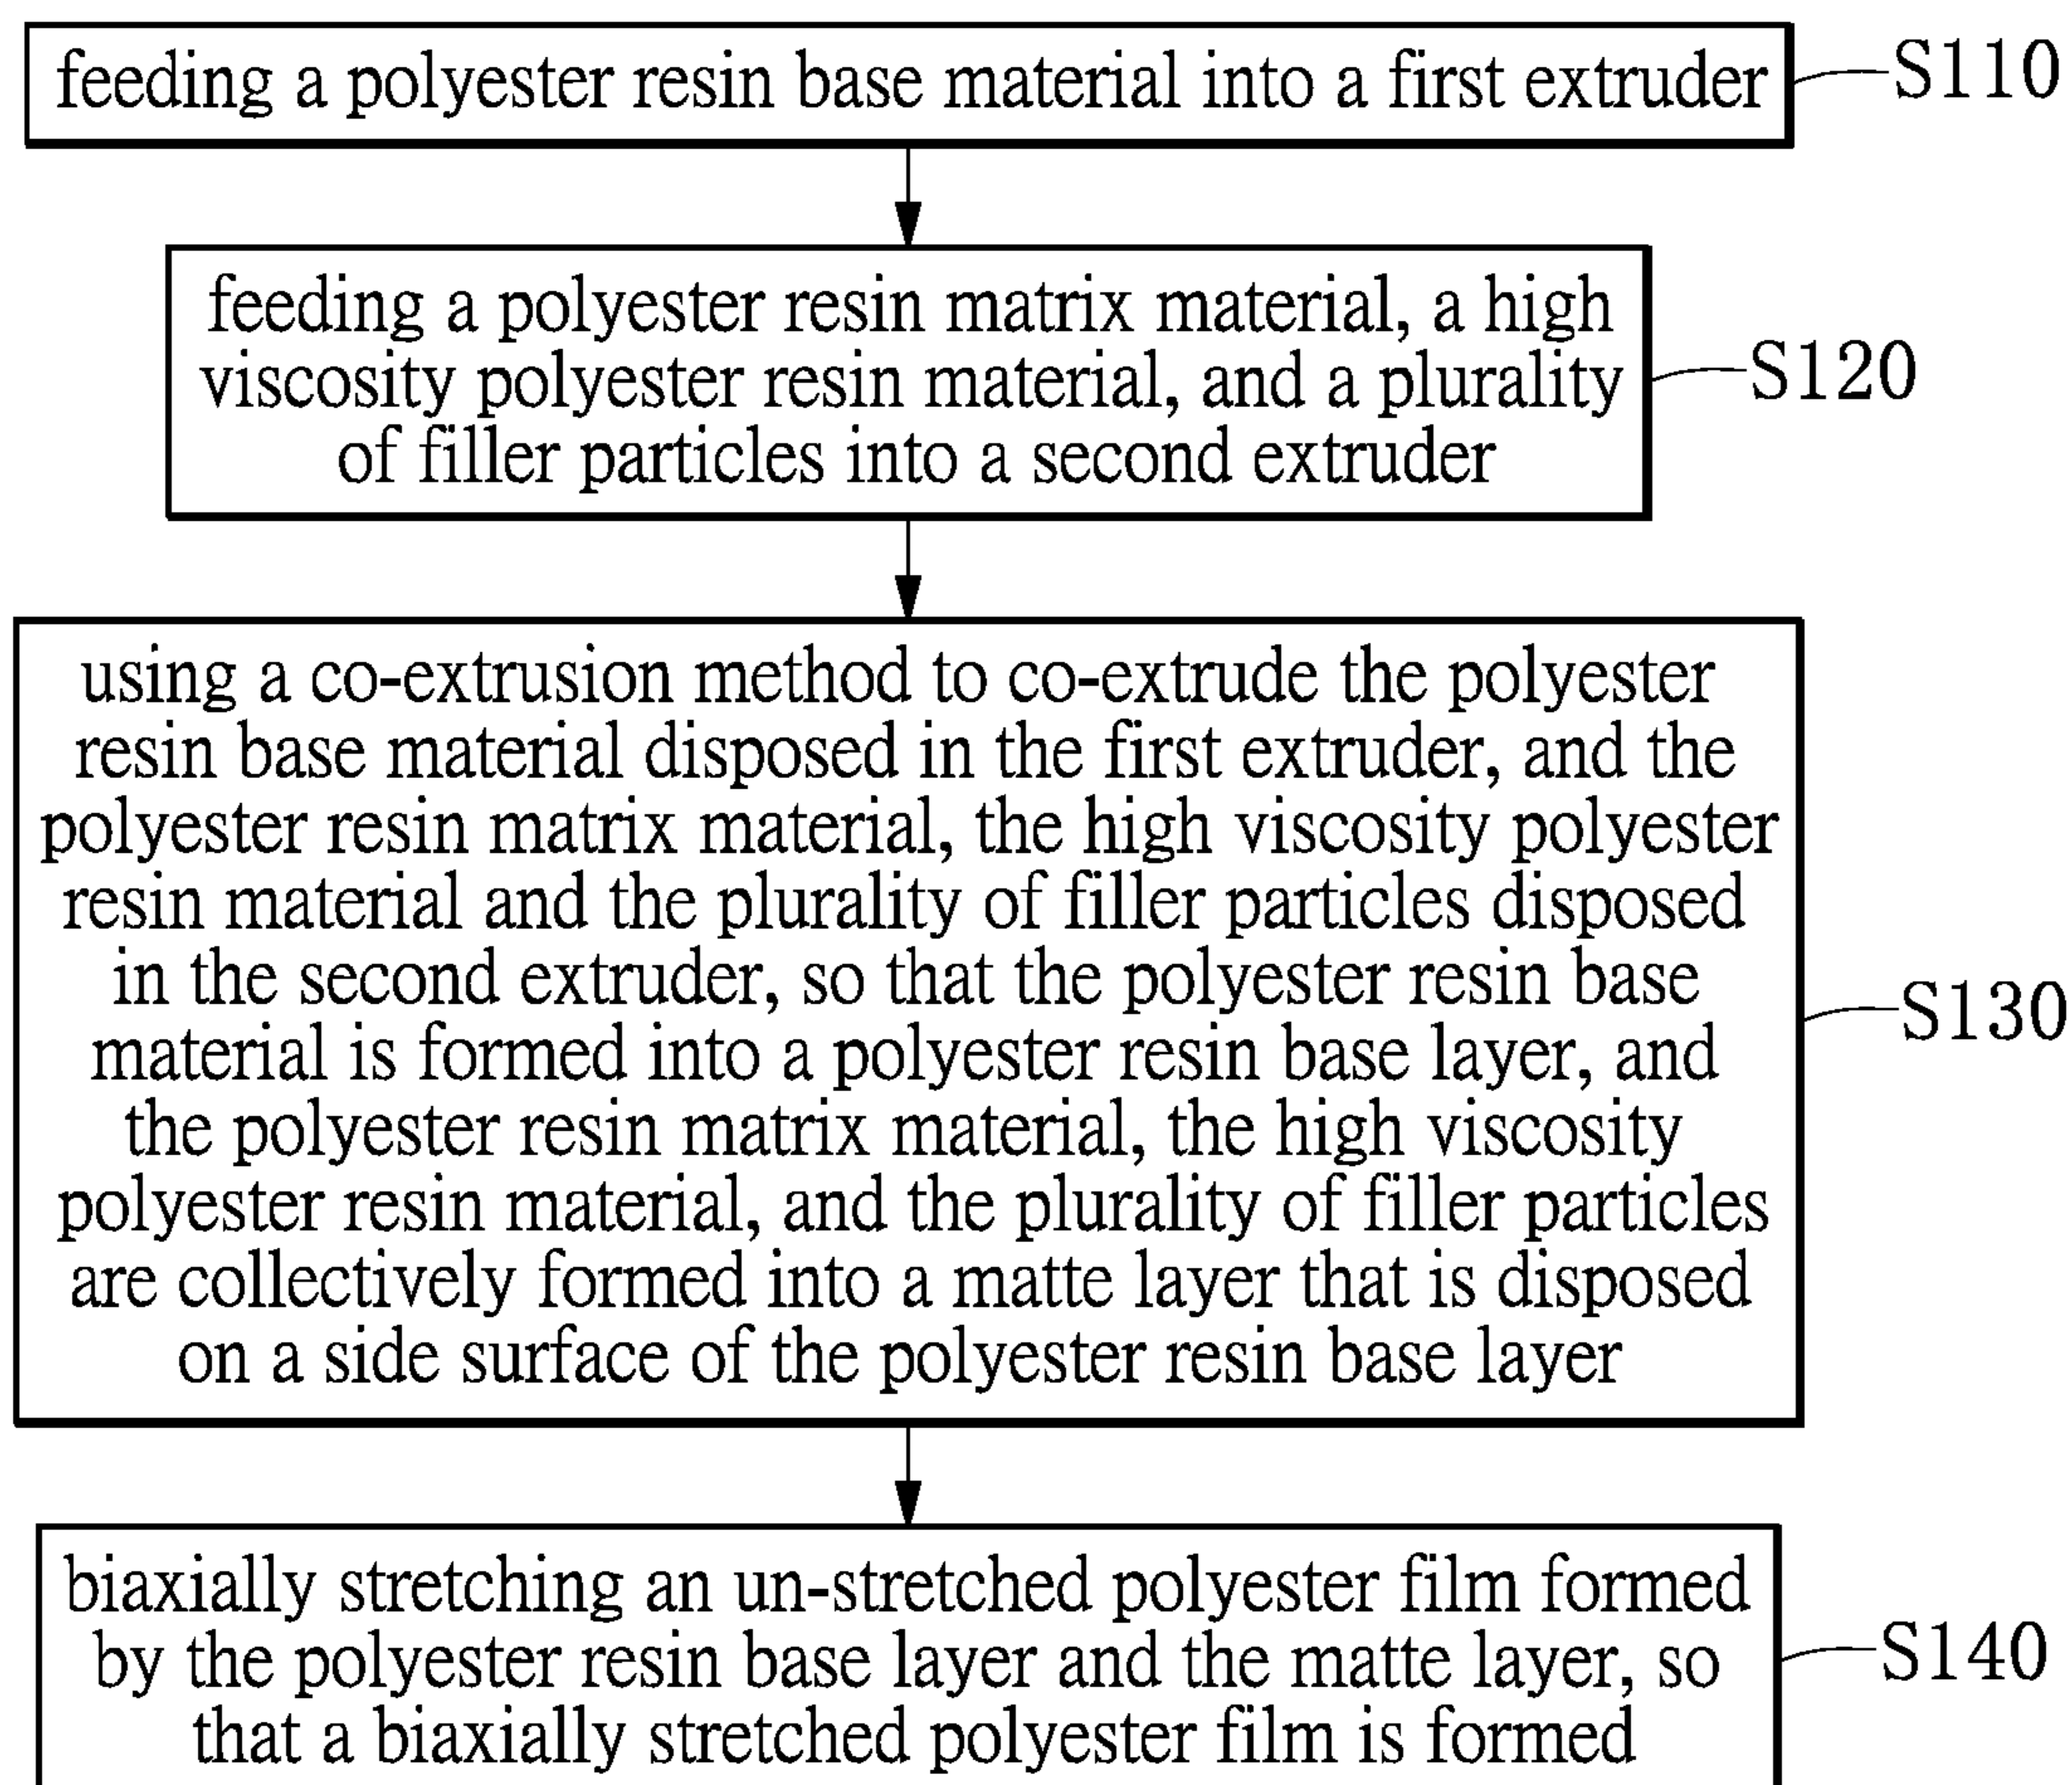 feeding a polyester resin base material into a first extruder
S110
feeding a polyester resin matrix material, a high
viscosity polyester resin material, and a plurality
of filler particles into a second extruder
S120
using a co-extrusion method to co-extrude the polyester
resin base material disposed in the first extruder, and the
polyester resin matrix material, the high viscosity polyester
resin material and the plurality of filler particles disposed
in the second extruder, so that the polyester resin base
material is formed into a polyester resin base layer, and
the polyester resin matrix material, the high viscosity
polyester resin material, and the plurality of filler particles
are collectively formed into a matte layer that is disposed
on a side surface of the polyester resin base layer
S130
biaxially stretching an un-stretched polyester film formed
by the polyester resin base layer and the matte layer, so
that a biaxially stretched polyester film is formed
S140